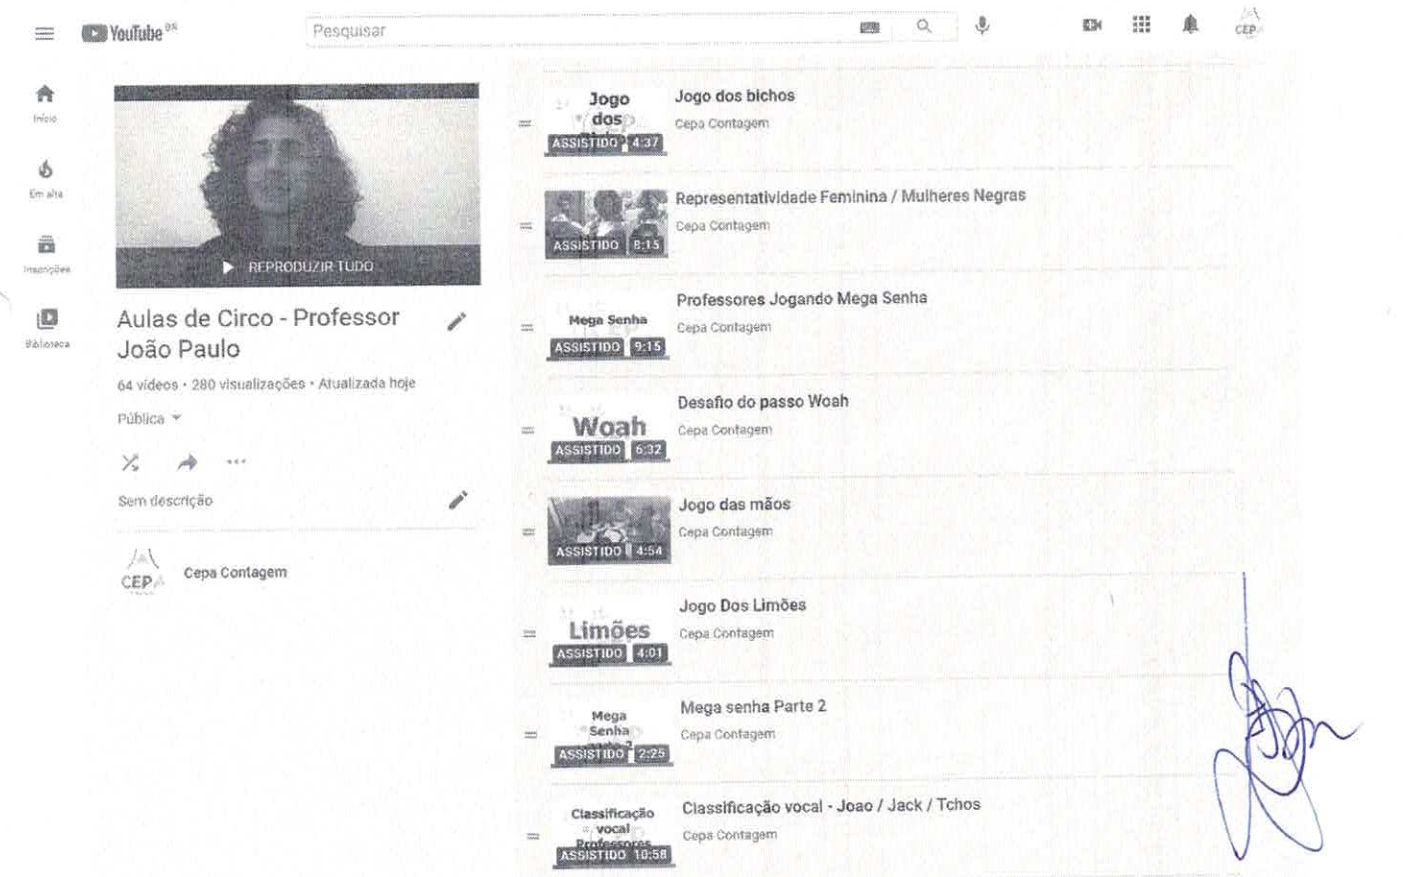 YouTube BR
Pesquisar
CEPA
Início
Em alta
Inscrições
Biblioteca
REPRODUZIR TUDO
Aulas de Circo - Professor
João Paulo
64 vídeos • 280 visualizações • Atualizada hoje
Pública
Sem descrição
CEPA
Cepa Contagem
Jogo
dos
ASSISTIDO 4:37
Jogo dos bichos
Cepa Contagem
ASSISTIDO 8:15
Representatividade Feminina / Mulheres Negras
Cepa Contagem
Mega Senha
ASSISTIDO 9:15
Professores Jogando Mega Senha
Cepa Contagem
Woah
ASSISTIDO 6:32
Desafio do passo Woah
Cepa Contagem
ASSISTIDO 4:54
Jogo das mãos
Cepa Contagem
Limões
ASSISTIDO 4:01
Jogo Dos Limões
Cepa Contagem
Mega
Senha
parte 2
ASSISTIDO 2:25
Mega senha Parte 2
Cepa Contagem
Classificação
vocal
Professores
ASSISTIDO 10:58
Classificação vocal - Joao / Jack / Tchos
Cepa Contagem